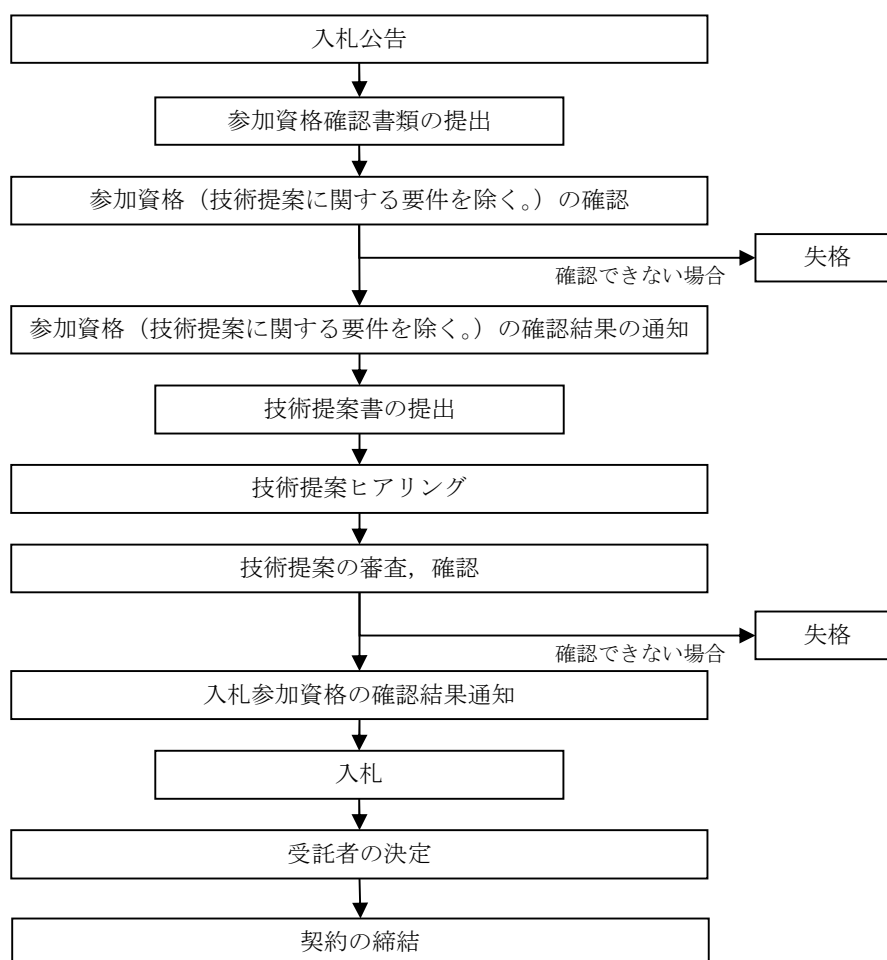 入札公告
参加資格確認書類の提出
参加資格（技術提案に関する要件を除く。）の確認
失格
確認できない場合
参加資格（技術提案に関する要件を除く。）の確認結果の通知
技術提案書の提出
技術提案ヒアリング
技術提案の審査，確認
失格
確認できない場合
入札参加資格の確認結果通知
入札
受託者の決定
契約の締結